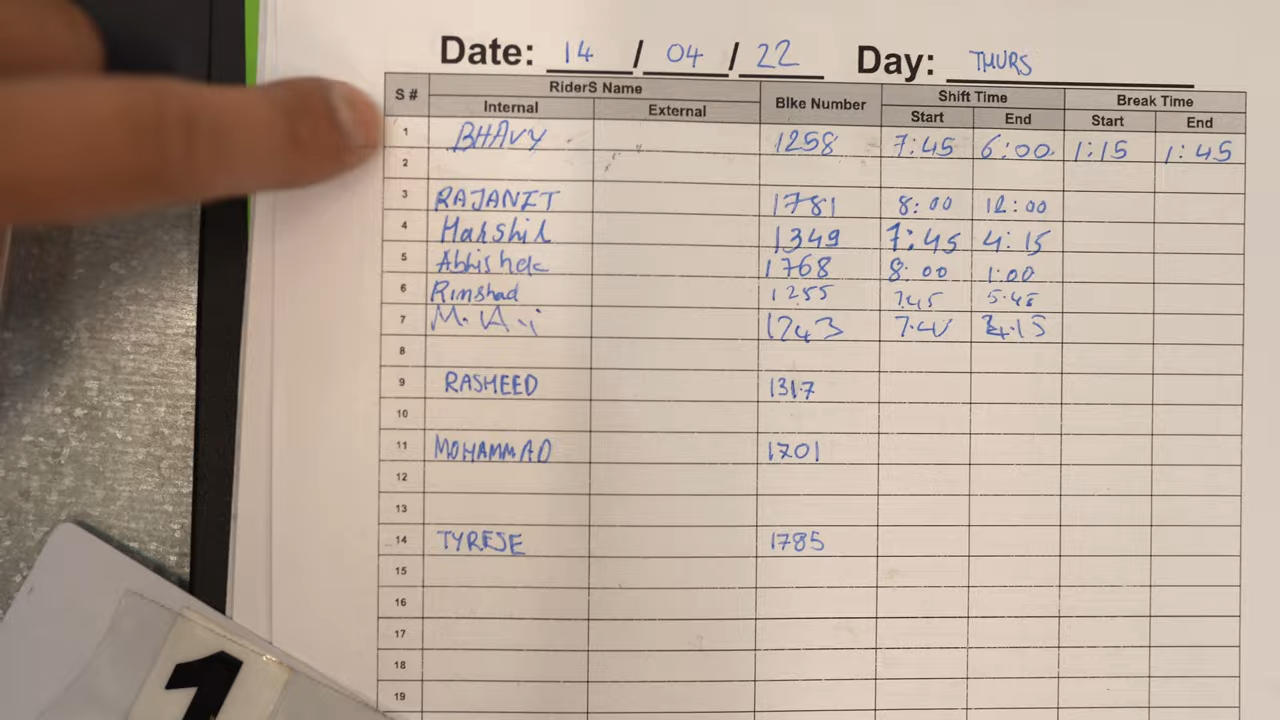 Date: 14 / 04 / 22 Day: THURS
S # RiderS Name Bike Number Shift Time Break Time
Internal External Start End Start End
1 BHAVY 1258 7:45 6:00 1:15 1:45
2
3 RAJANIT 1781 8:00 12:00
4 Harshil 1349 7:45 4:15
5 Abhishek 1768 8:00 1:00
6 Rinshad 1255 7.45 5.45
7 1243
8
9 RASHEED 1317
10
11 MOHAMMAD 1701
12
13
14 TYRESE 1785
15
16
17
18
19
1